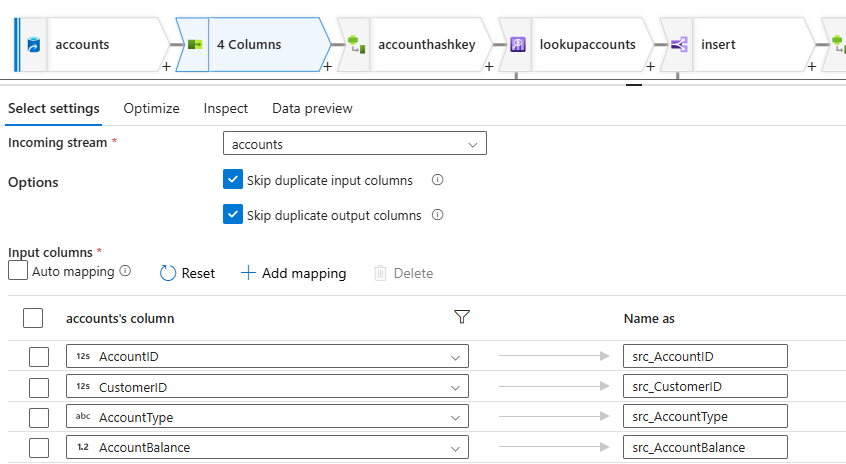 accounts
4 Columns
accounthashkey
lookupaccounts
insert
+ + + + +
Select settings Optimize Inspect Data preview
Incoming stream * accounts
Options Skip duplicate input columns
Skip duplicate output columns
Input columns *
Auto mapping Reset + Add mapping Delete
accounts's column Name as
12s AccountID src_AccountID
12s CustomerID src_CustomerID
abc AccountType src_AccountType
1.2 AccountBalance src_AccountBalance